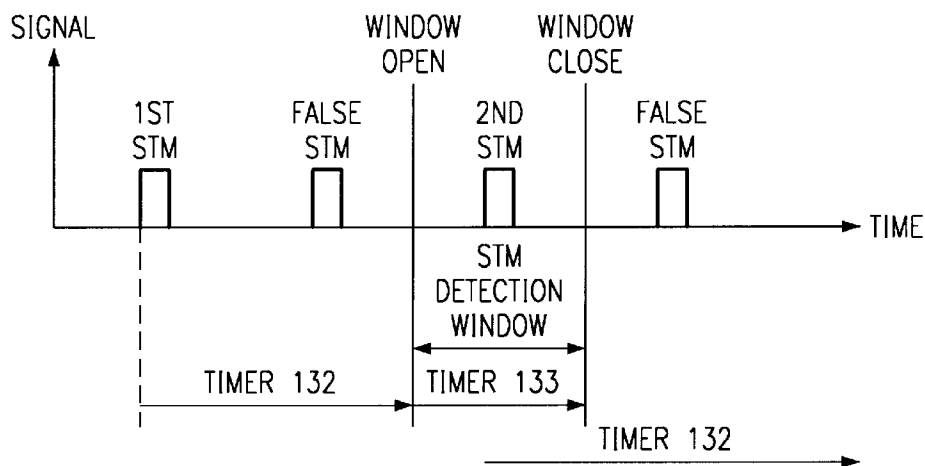 SIGNAL
WINDOW
OPEN
WINDOW
CLOSE
1ST
STM
FALSE
STM
2ND
STM
FALSE
STM
TIME
STM
DETECTION
WINDOW
TIMER 132
TIMER 133
TIMER 132